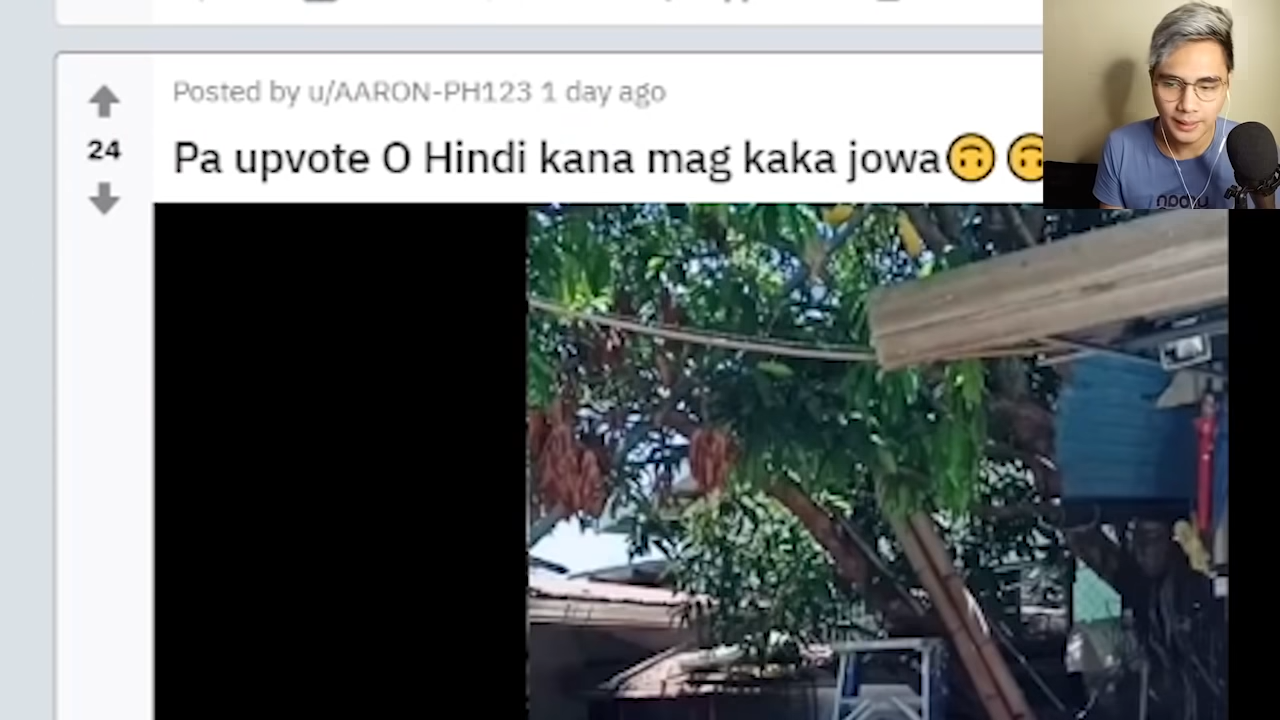 Posted by u/AARON-PH123 1 day ago
24
Pa upvote O Hindi kana mag kaka jowa🙃🙃